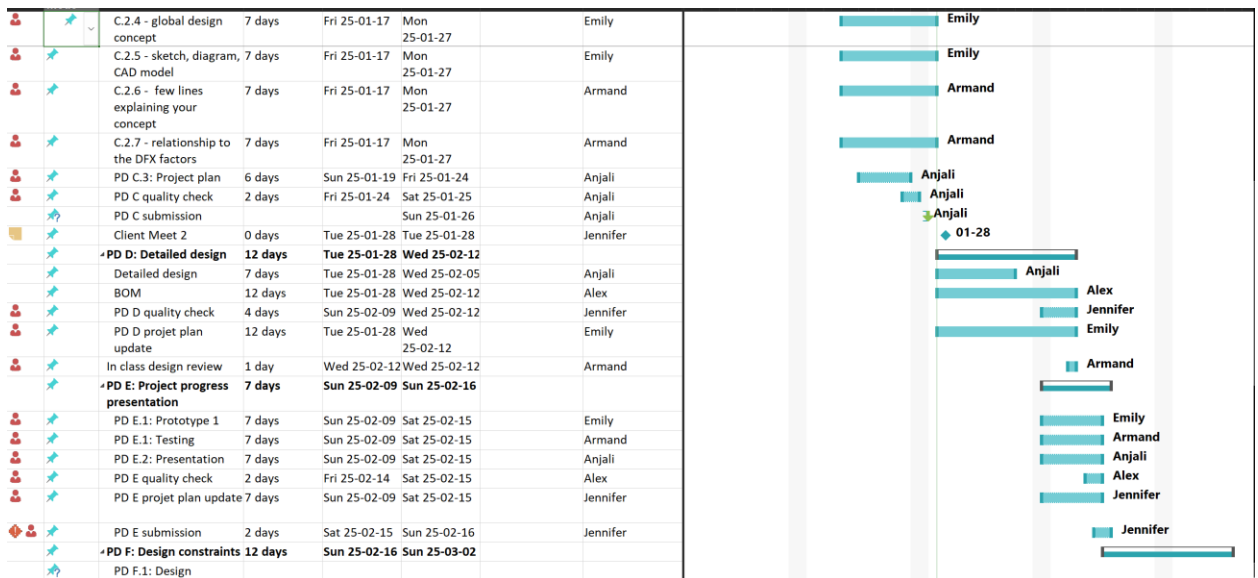 C.2.4 - global design 7 days Fri 25-01-17 Mon Emily Emily
concept 25-01-27
C.2.5 - sketch, diagram, 7 days Fri 25-01-17 Mon Emily Emily
CAD model 25-01-27
C.2.6 - few lines 7 days Fri 25-01-17 Mon Armand Armand
explaining your 25-01-27
concept
C.2.7 - relationship to 7 days Fri 25-01-17 Mon Armand Armand
the DFX factors 25-01-27
PD C.3: Project plan 6 days Sun 25-01-19 Fri 25-01-24 Anjali Anjali
PD C quality check 2 days Fri 25-01-24 Sat 25-01-25 Anjali Anjali
PD C submission Sun 25-01-26 Anjali Anjali
Client Meet 2 0 days Tue 25-01-28 Tue 25-01-28 Jennifer 01-28
PD D: Detailed design 12 days Tue 25-01-28 Wed 25-02-12
Detailed design 7 days Tue 25-01-28 Wed 25-02-05 Anjali Anjali
BOM 12 days Tue 25-01-28 Wed 25-02-12 Alex Alex
PD D quality check 4 days Sun 25-02-09 Wed 25-02-12 Jennifer Jennifer
PD D projet plan 12 days Tue 25-01-28 Wed Emily Emily
update 25-02-12
In class design review 1 day Wed 25-02-12 Wed 25-02-12 Armand Armand
PD E: Project progress 7 days Sun 25-02-09 Sun 25-02-16
presentation
PD E.1: Prototype 1 7 days Sun 25-02-09 Sat 25-02-15 Emily Emily
PD E.1: Testing 7 days Sun 25-02-09 Sat 25-02-15 Armand Armand
PD E.2: Presentation 7 days Sun 25-02-09 Sat 25-02-15 Anjali Anjali
PD E quality check 2 days Fri 25-02-14 Sat 25-02-15 Alex Alex
PD E projet plan update 7 days Sun 25-02-09 Sat 25-02-15 Jennifer Jennifer
PD E submission 2 days Sat 25-02-15 Sun 25-02-16 Jennifer Jennifer
PD F: Design constraints 12 days Sun 25-02-16 Sun 25-03-02
PD F.1: Design